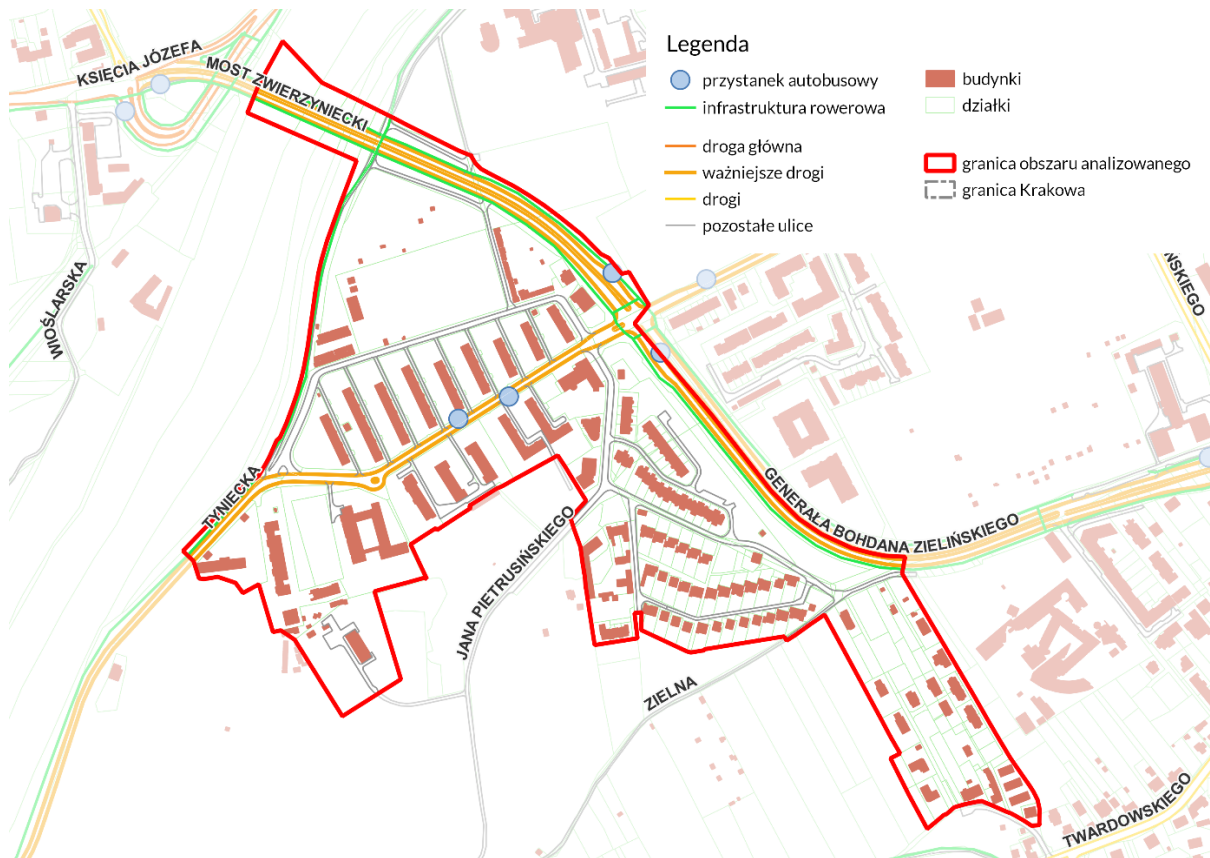 KSIĘCIA JÓZEFA
MOST ZWIERZYNIECKI
Legenda
przystanek autobusowy
infrastruktura rowerowa
droga główna
ważniejsze drogi
drogi
pozostałe ulice
budynki
działki
granica obszaru analizowanego
granica Krakowa
WIOŚLARSKA
ŃSKIEGO
TYNIECKA
JANA PIETRUSIŃSKIEGO
GENERAŁA BOHDANA ZIELIŃSKIEGO
ZIELNA
TWARDOWSKIEGO